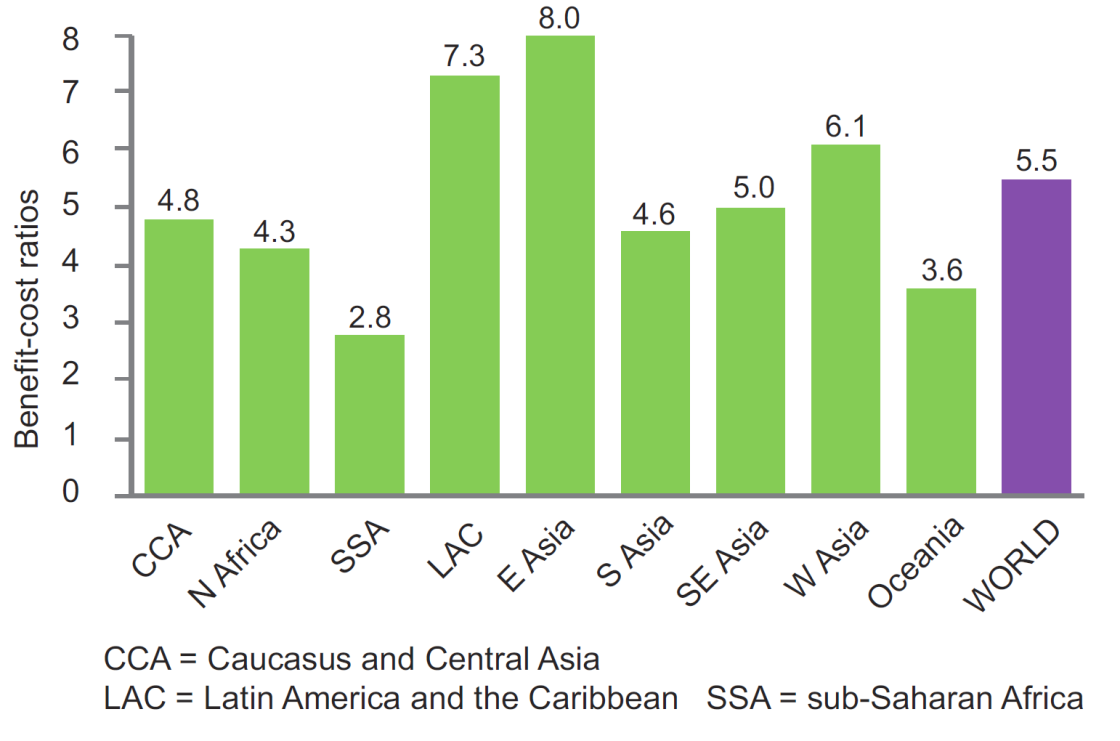 8.0
8
7.3
7
6.1
6
5.5
5.0
5
4.8
4.6
4.3
4
3.6
3
2.8
2
1
0
Benefit-cost ratios
CCA
N Africa
SSA
LAC
E Asia
S Asia
SE Asia
W Asia
Oceania
WORLD
CCA = Caucasus and Central Asia
LAC = Latin America and the Caribbean SSA = sub-Saharan Africa